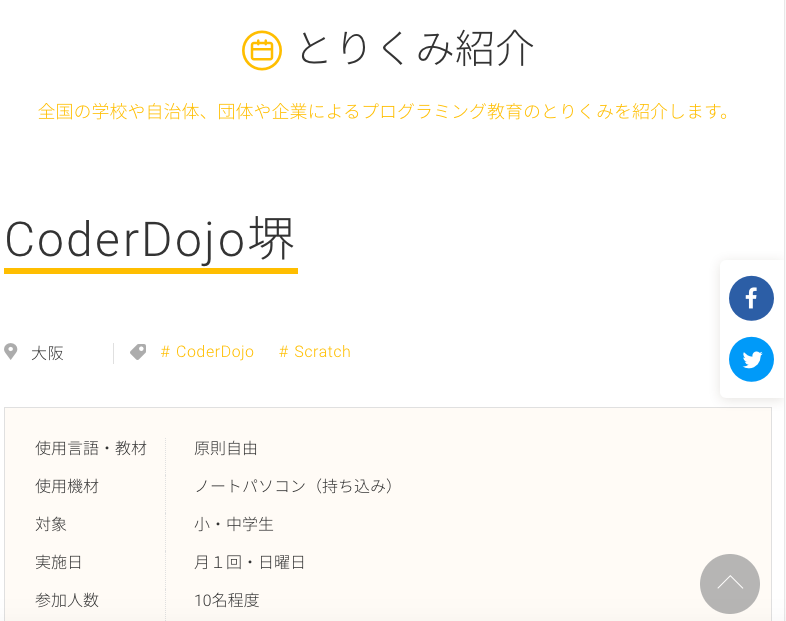 とりくみ紹介
全国の学校や自治体、団体や企業によるプログラミング教育のとりくみを紹介します。
CoderDojo堺
大阪 # CoderDojo # Scratch
使用言語・教材 原則自由
使用機材 ノートパソコン（持ち込み）
対象 小・中学生
実施日 月１回・日曜日
参加人数 10名程度